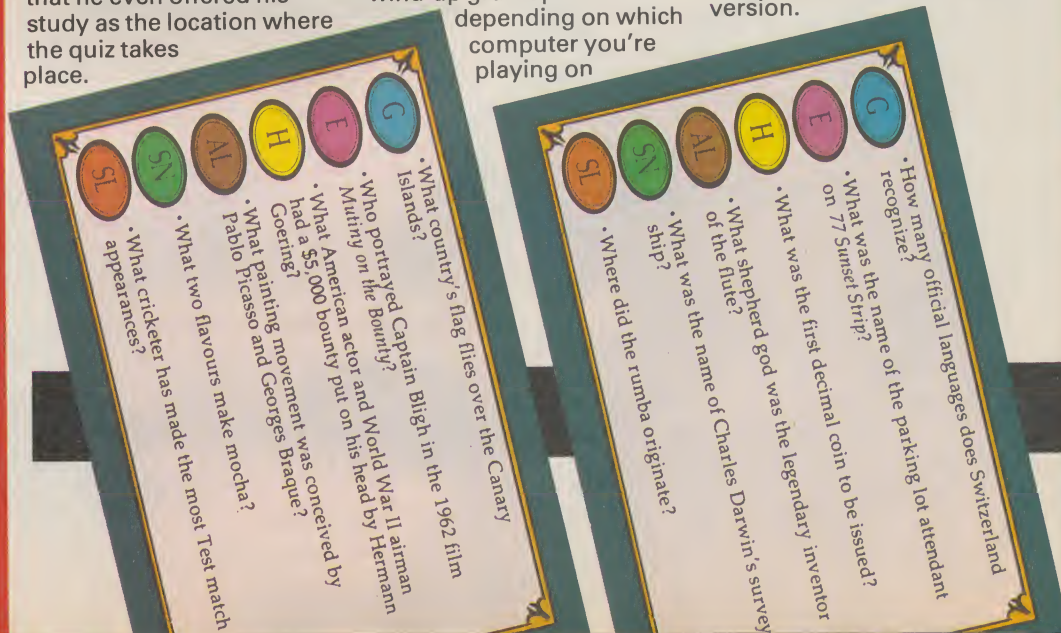 study as the location where
the quiz takes
place.
depending on which
computer you're
playing on
version.
G
E
H
AL
SN
SL
• What country's flag flies over the Canary
Islands?
• Who portrayed Captain Bligh in the 1962 film
Mutiny on the Bounty?
• What American actor and World War II airman
had a $5,000 bounty put on his head by Hermann
Goering?
• What painting movement was conceived by
Pablo Picasso and Georges Braque?
• What two flavours make mocha?
• What cricketer has made the most Test match
appearances?
G
E
H
AL
SN
SL
• How many official languages does Switzerland
recognize?
• What was the name of the parking lot attendant
on 77 Sunset Strip?
• What was the first decimal coin to be issued?
• What shepherd god was the legendary inventor
of the flute?
• What was the name of Charles Darwin's survey
ship?
• Where did the rumba originate?